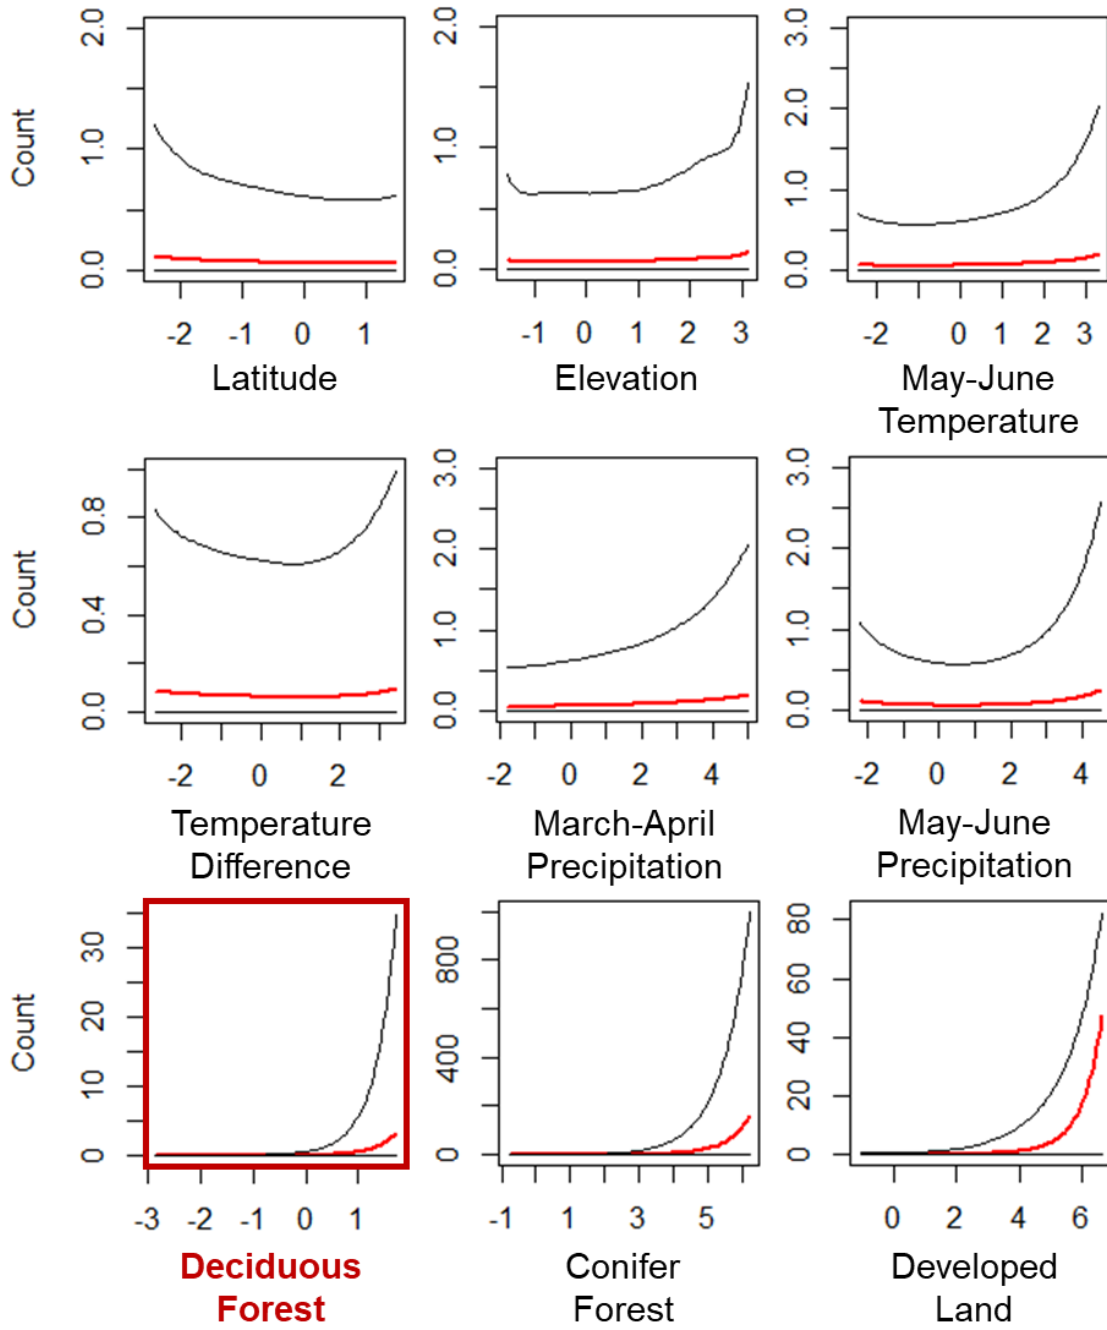 2.0
1.0
0.0
Count
-2 -1 0 1
Latitude
2.0
1.0
0.0
-1 0 1 2 3
Elevation
3.0
2.0
1.0
0.0
-2 0 1 2 3
May-June
Temperature
0.8
0.4
0.0
Count
-2 0 2
Temperature
Difference
3.0
2.0
1.0
0.0
-2 0 2 4
March-April
Precipitation
3.0
2.0
1.0
0.0
-2 0 2 4
May-June
Precipitation
30
20
10
0
Count
-3 -2 -1 0 1
Deciduous
Forest
800
400
0
-1 1 3 5
Conifer
Forest
80
60
40
20
0
0 2 4 6
Developed
Land